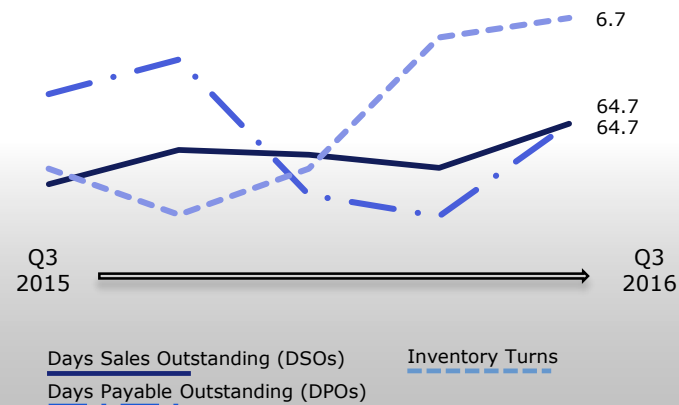 6.7
64.7
64.7
Q3
2015
Q3
2016
Days Sales Outstanding (DSOs)
Inventory Turns
Days Payable Outstanding (DPOs)